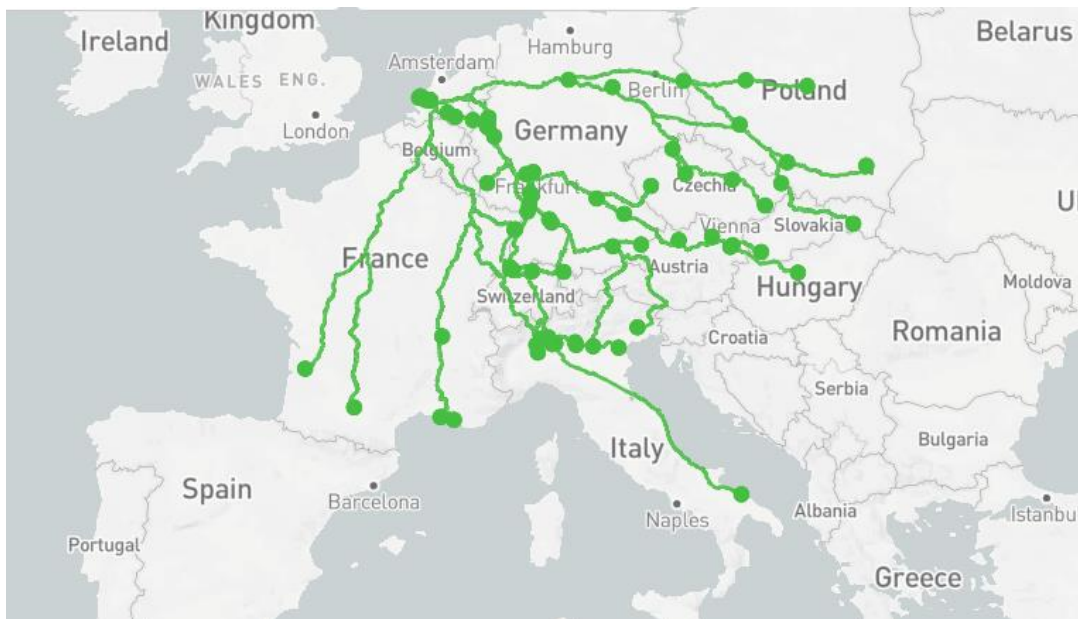 Kingdom
Ireland
Hamburg
Belarus
Amsterdam
WALES ENG.
Berlin
Poland
London
Germany
Belgium
Frankfurt
Czechia
Vienna
Slovakia
France
Austria
Hungary
Moldova
Switzerland
Romania
Croatia
Serbia
Bulgaria
Italy
Spain
Barcelona
Naples
Albania
Istanbu
Portugal
Greece